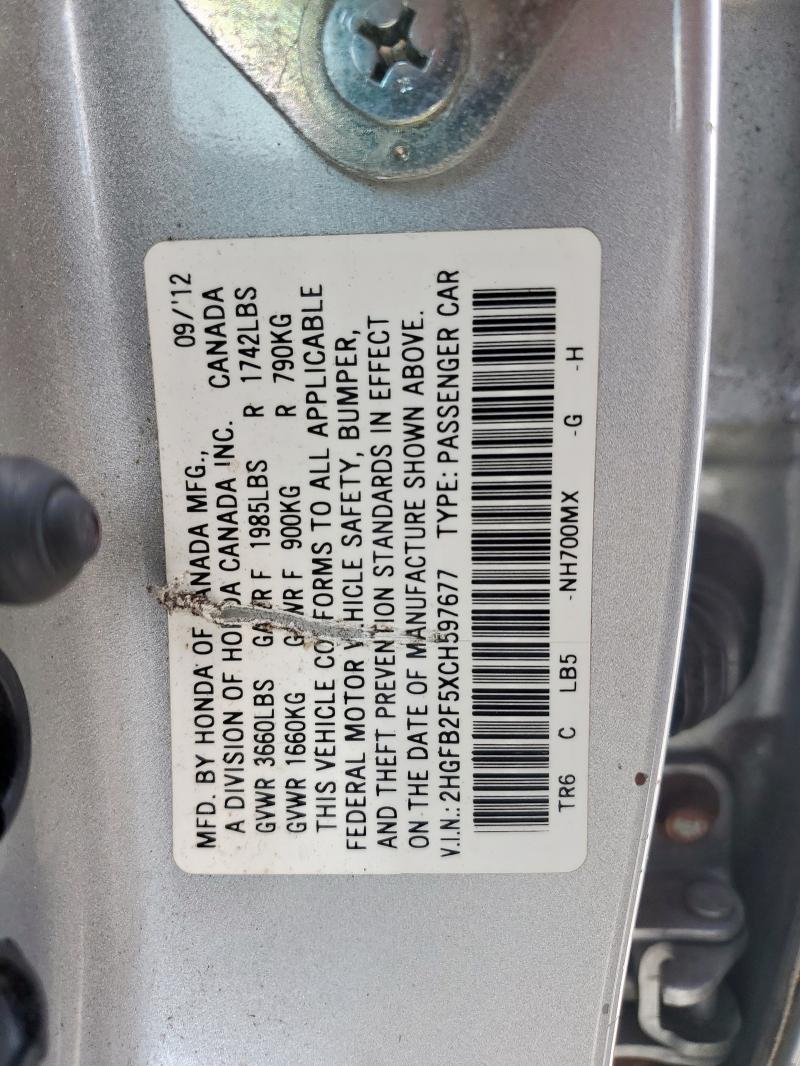 09/'12
MFD. BY HONDA OF CANADA MFG.,
A DIVISION OF HONDA CANADA INC. CANADA
GVWR 3660LBS GAWR F 1985LBS R 1742LBS
GVWR 1660KG GAWR F 900KG R 790KG
THIS VEHICLE CONFORMS TO ALL APPLICABLE
FEDERAL MOTOR VEHICLE SAFETY, BUMPER,
AND THEFT PREVENTION STANDARDS IN EFFECT
ON THE DATE OF MANUFACTURE SHOWN ABOVE.
V.I.N.: 2HGFB2F5XCH597677 TYPE: PASSENGER CAR
TR6 C LB5 -NH700MX -G -H